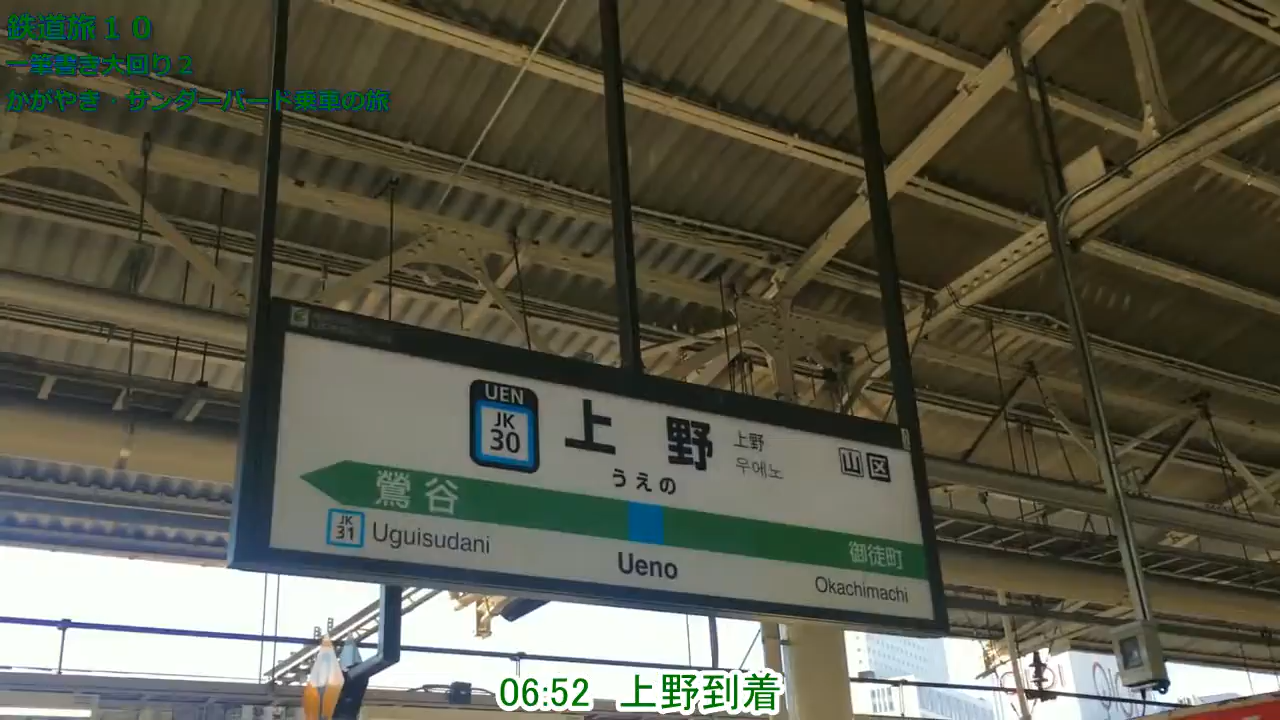 鉄道旅１０
一筆書き大回り２
かがやき・サンダーバード乗車の旅
UEN
JK
30
上野
うえの
上野
우에노
山 区
鶯谷
御徒町
JK
31
Uguisudani
Ueno
Okachimachi
06:52 上野到着